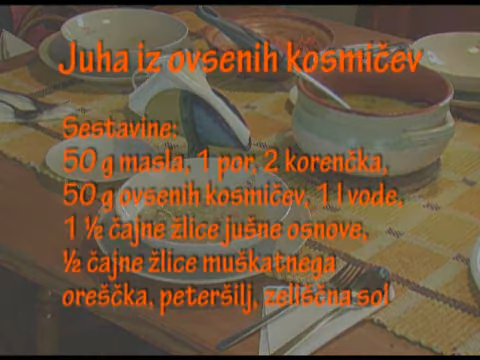 Juha iz ovsenih kosmičev
Sestavine:
50 g masla, 1 por, 2 korenčka,
50 g ovsenih kosmičev, 1 l vode,
1 ½ čajne žlice jušne osnove,
½ čajne žlice muškatnega
oreščka, peteršilj, zeliščna sol